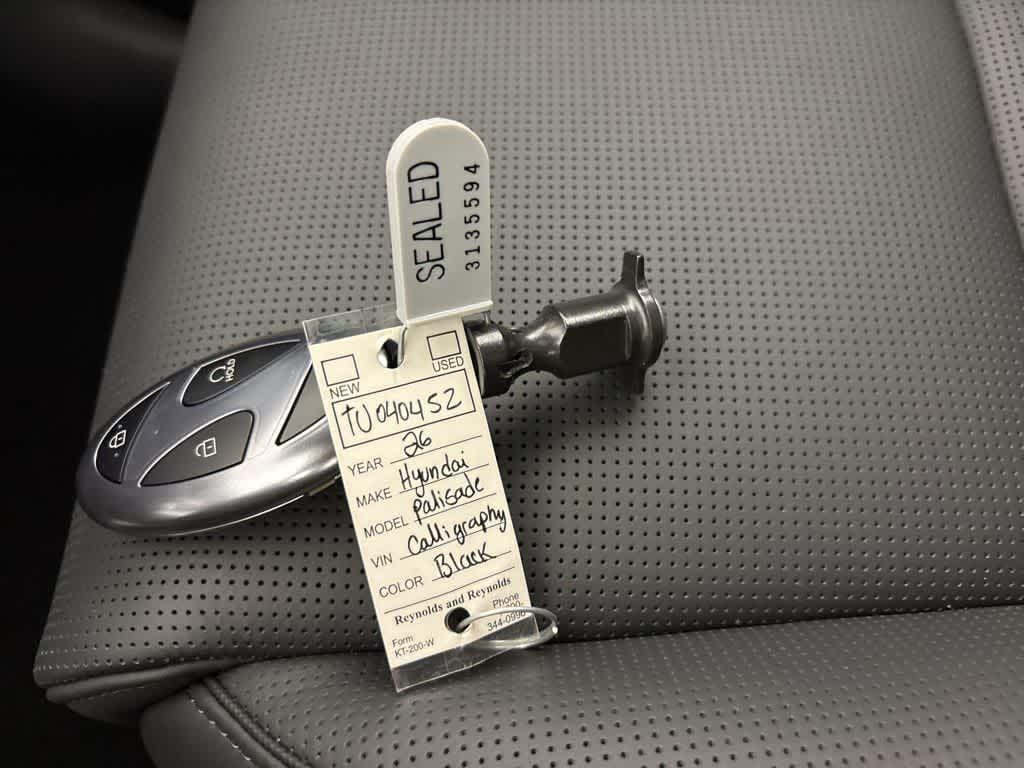 SEALED
3135594
HOLD
NEW
USED
TU040452
YEAR 26
MAKE Hyundai
MODEL Palisade
VIN Calligraphy
COLOR Black
Reynolds and Reynolds
Form
KT-200-W
Phone
344-0996